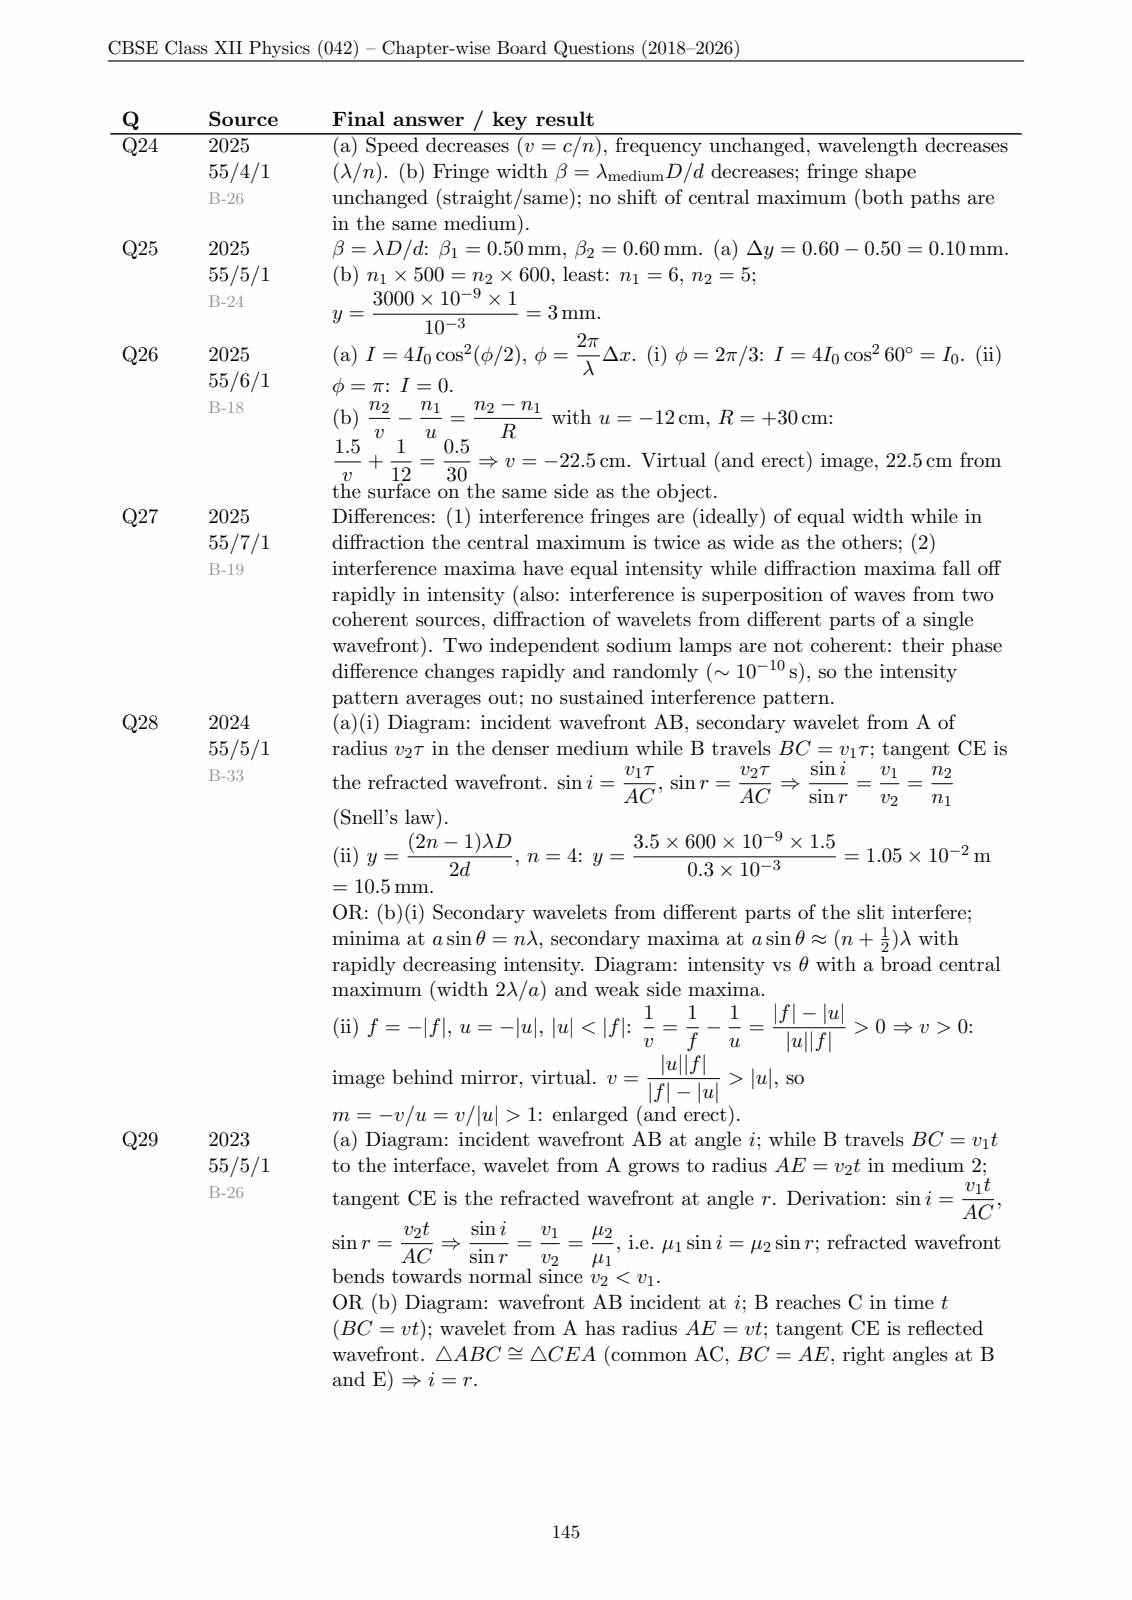 CBSE Class XII Physics (042) – Chapter-wise Board Questions (2018–2026)
Q Source Final answer / key result
Q24 2025 (a) Speed decreases (v = c/n), frequency unchanged, wavelength decreases
55/4/1 (λ/n). (b) Fringe width β = λ_medium D/d decreases; fringe shape
B-26 unchanged (straight/same); no shift of central maximum (both paths are
in the same medium).
Q25 2025 β = λD/d: β₁ = 0.50 mm, β₂ = 0.60 mm. (a) Δy = 0.60 − 0.50 = 0.10 mm.
55/5/1 (b) n₁ × 500 = n₂ × 600, least: n₁ = 6, n₂ = 5;
B-24 y = (3000 × 10⁻⁹ × 1)/(10⁻³) = 3 mm.
Q26 2025 (a) I = 4I₀ cos²(ϕ/2), ϕ = (2π/λ)Δx. (i) ϕ = 2π/3: I = 4I₀ cos² 60° = I₀. (ii)
55/6/1 ϕ = π: I = 0.
B-18 (b) n₂/v − n₁/u = (n₂ − n₁)/R with u = −12 cm, R = +30 cm:
1.5/v + 1/12 = 0.5/30 ⇒ v = −22.5 cm. Virtual (and erect) image, 22.5 cm from
the surface on the same side as the object.
Q27 2025 Differences: (1) interference fringes are (ideally) of equal width while in
55/7/1 diffraction the central maximum is twice as wide as the others; (2)
B-19 interference maxima have equal intensity while diffraction maxima fall off
rapidly in intensity (also: interference is superposition of waves from two
coherent sources, diffraction of wavelets from different parts of a single
wavefront). Two independent sodium lamps are not coherent: their phase
difference changes rapidly and randomly (∼ 10⁻¹⁰ s), so the intensity
pattern averages out; no sustained interference pattern.
Q28 2024 (a)(i) Diagram: incident wavefront AB, secondary wavelet from A of
55/5/1 radius v₂τ in the denser medium while B travels BC = v₁τ; tangent CE is
B-33 the refracted wavefront. sin i = v₁τ/AC, sin r = v₂τ/AC ⇒ sin i/sin r = v₁/v₂ = n₂/n₁
(Snell's law).
(ii) y = (2n − 1)λD/2d, n = 4: y = (3.5 × 600 × 10⁻⁹ × 1.5)/(0.3 × 10⁻³) = 1.05 × 10⁻² m
= 10.5 mm.
OR: (b)(i) Secondary wavelets from different parts of the slit interfere;
minima at a sin θ = nλ, secondary maxima at a sin θ ≈ (n + ½)λ with
rapidly decreasing intensity. Diagram: intensity vs θ with a broad central
maximum (width 2λ/a) and weak side maxima.
(ii) f = −|f|, u = −|u|, |u| < |f|: 1/v = 1/f − 1/u = (|f| − |u|)/(|u||f|) > 0 ⇒ v > 0:
image behind mirror, virtual. v = |u||f|/(|f| − |u|) > |u|, so
m = −v/u = v/|u| > 1: enlarged (and erect).
Q29 2023 (a) Diagram: incident wavefront AB at angle i; while B travels BC = v₁t
55/5/1 to the interface, wavelet from A grows to radius AE = v₂t in medium 2;
B-26 tangent CE is the refracted wavefront at angle r. Derivation: sin i = v₁t/AC,
sin r = v₂t/AC ⇒ sin i/sin r = v₁/v₂ = μ₂/μ₁, i.e. μ₁ sin i = μ₂ sin r; refracted wavefront
bends towards normal since v₂ < v₁.
OR (b) Diagram: wavefront AB incident at i; B reaches C in time t
(BC = vt); wavelet from A has radius AE = vt; tangent CE is reflected
wavefront. △ABC ≅ △CEA (common AC, BC = AE, right angles at B
and E) ⇒ i = r.
145